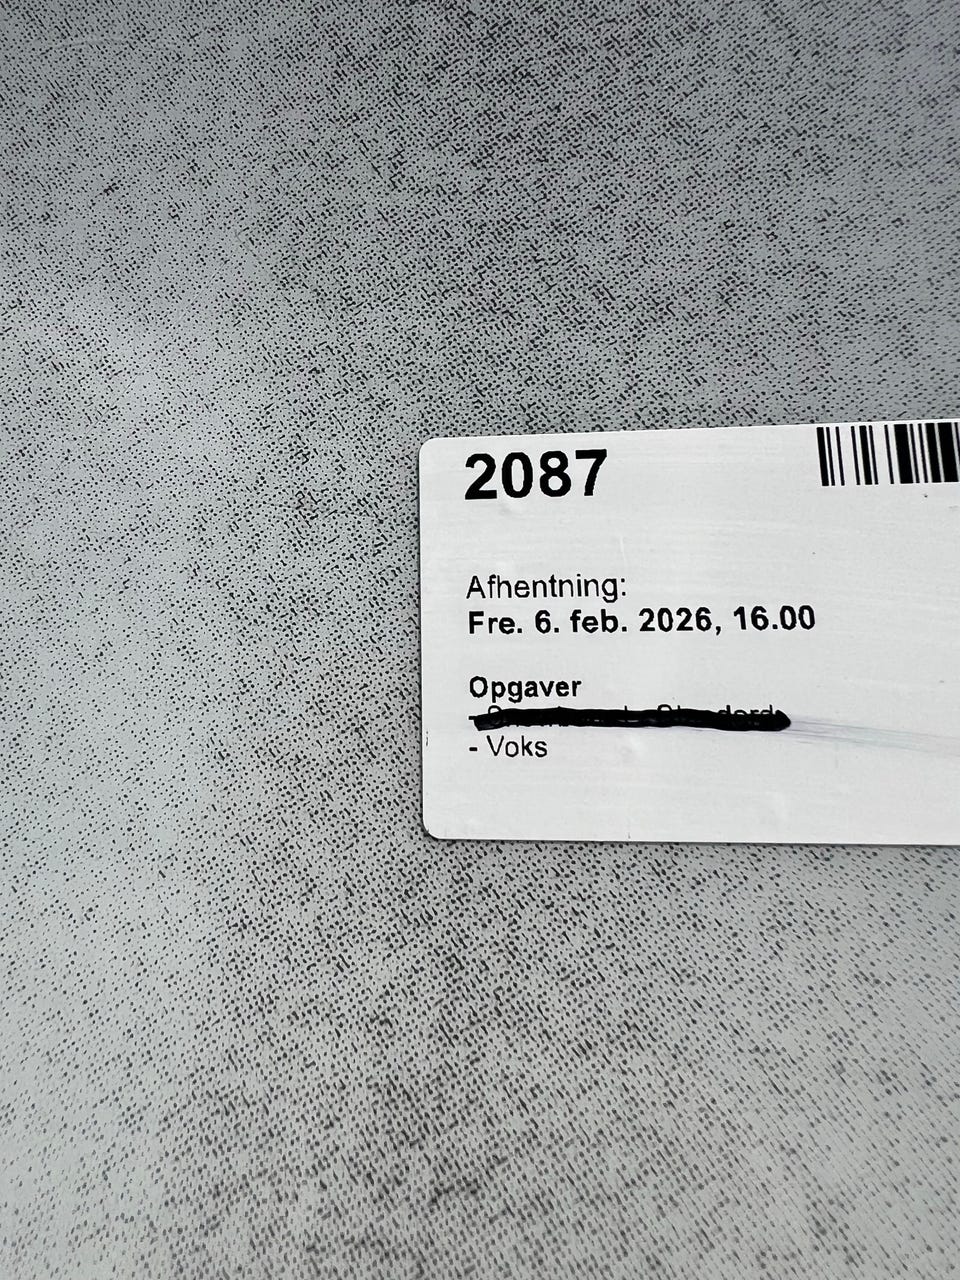 2087
Afhentning:
Fre. 6. feb. 2026, 16.00
Opgaver
- Voks